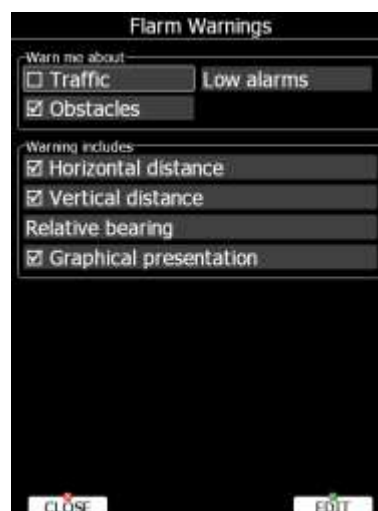 Flarm Warnings
Warn me about
Traffic Low alarms
Obstacles
Warning includes
Horizontal distance
Vertical distance
Relative bearing
Graphical presentation
CLOSE EDIT